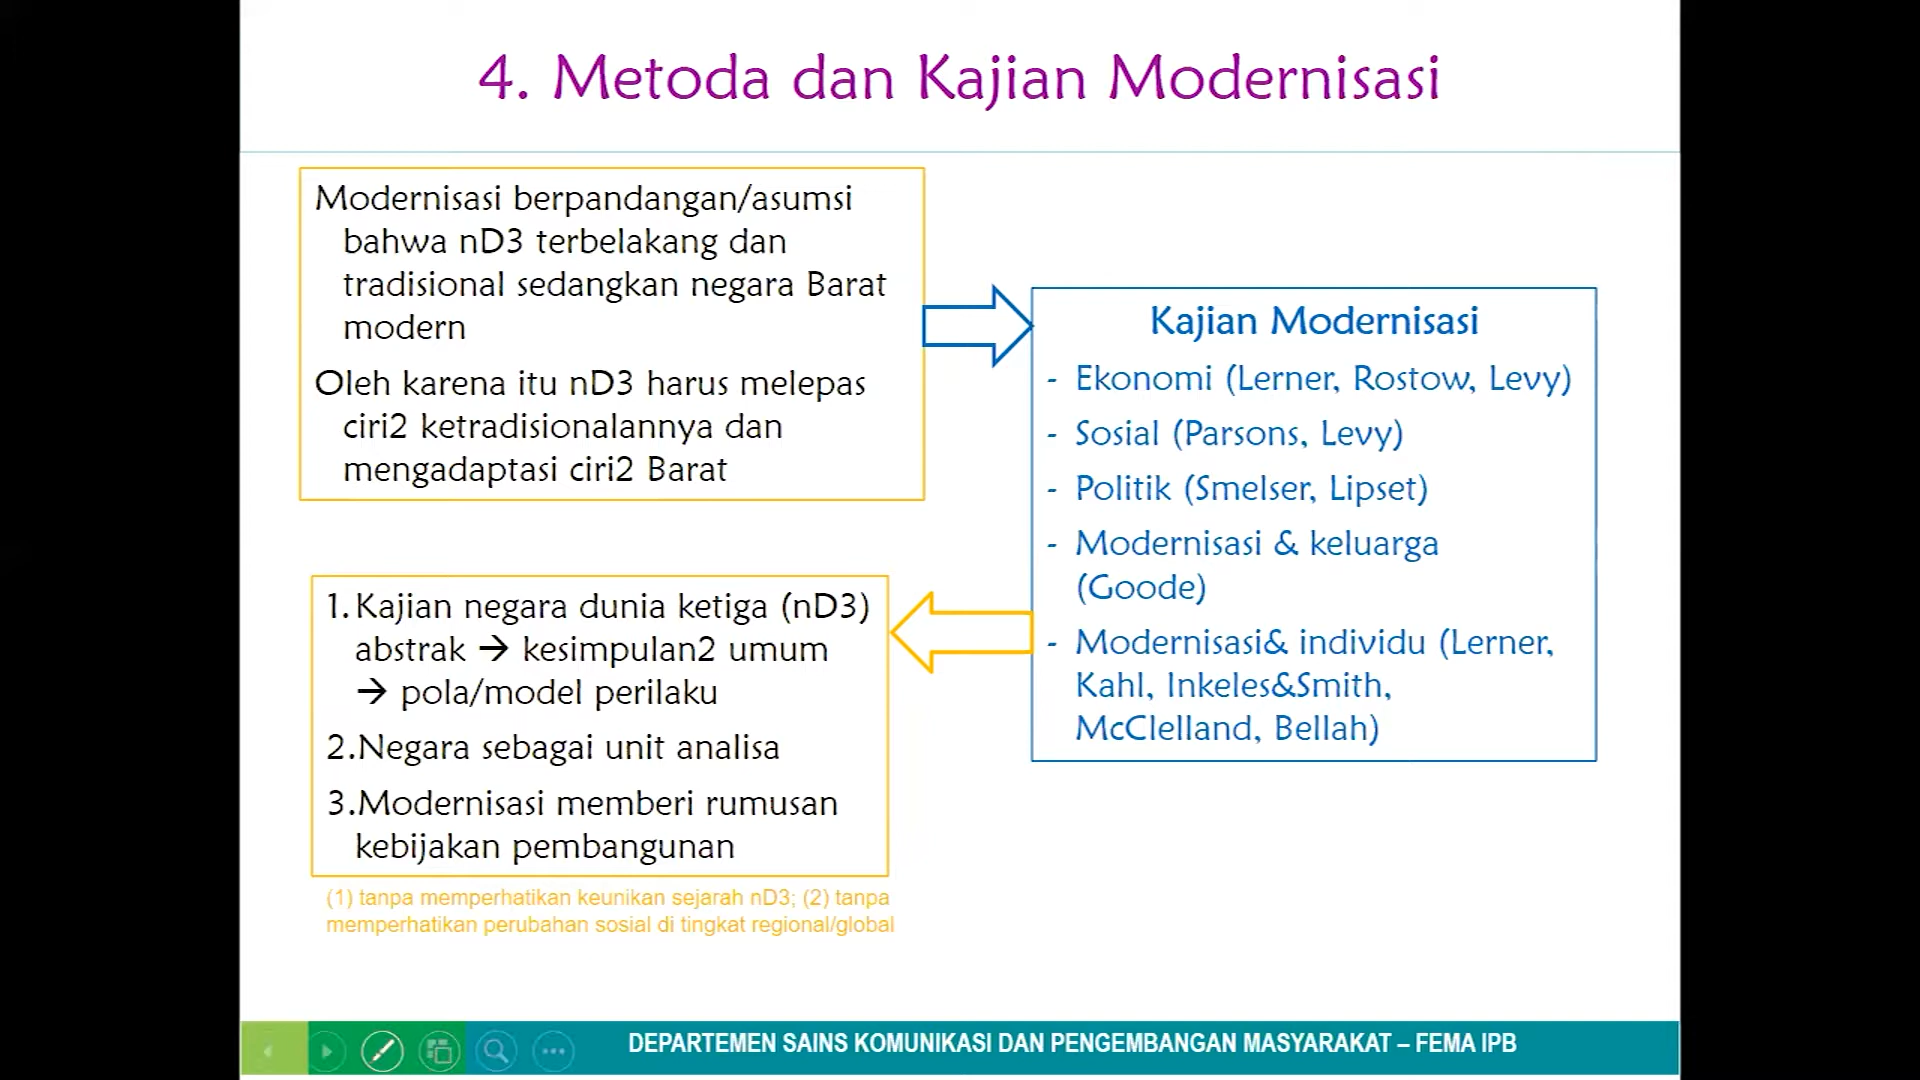 4. Metoda dan Kajian Modernisasi
Modernisasi berpandangan/asumsi
bahwa nD3 terbelakang dan
tradisional sedangkan negara Barat
modern
Oleh karena itu nD3 harus melepas
ciri2 ketradisionalannya dan
mengadaptasi ciri2 Barat
Kajian Modernisasi
- Ekonomi (Lerner, Rostow, Levy)
- Sosial (Parsons, Levy)
- Politik (Smelser, Lipset)
- Modernisasi & keluarga
(Goode)
- Modernisasi& individu (Lerner,
Kahl, Inkeles&Smith,
McClelland, Bellah)
1.Kajian negara dunia ketiga (nD3)
abstrak → kesimpulan2 umum
→ pola/model perilaku
2.Negara sebagai unit analisa
3.Modernisasi memberi rumusan
kebijakan pembangunan
(1) tanpa memperhatikan keunikan sejarah nD3; (2) tanpa
memperhatikan perubahan sosial di tingkat regional/global
DEPARTEMEN SAINS KOMUNIKASI DAN PENGEMBANGAN MASYARAKAT – FEMA IPB